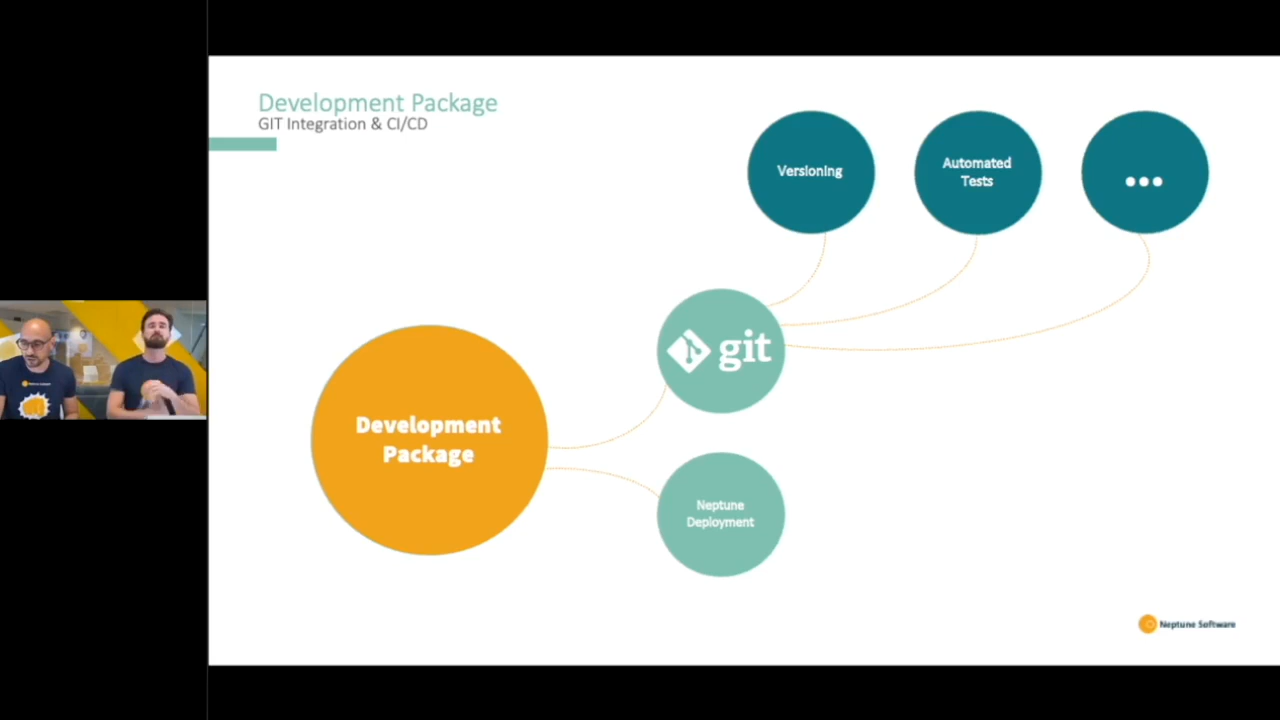 Development Package
GIT Integration & CI/CD
Versioning
Automated
Tests
...
git
Development
Package
Neptune
Deployment
Neptune Software